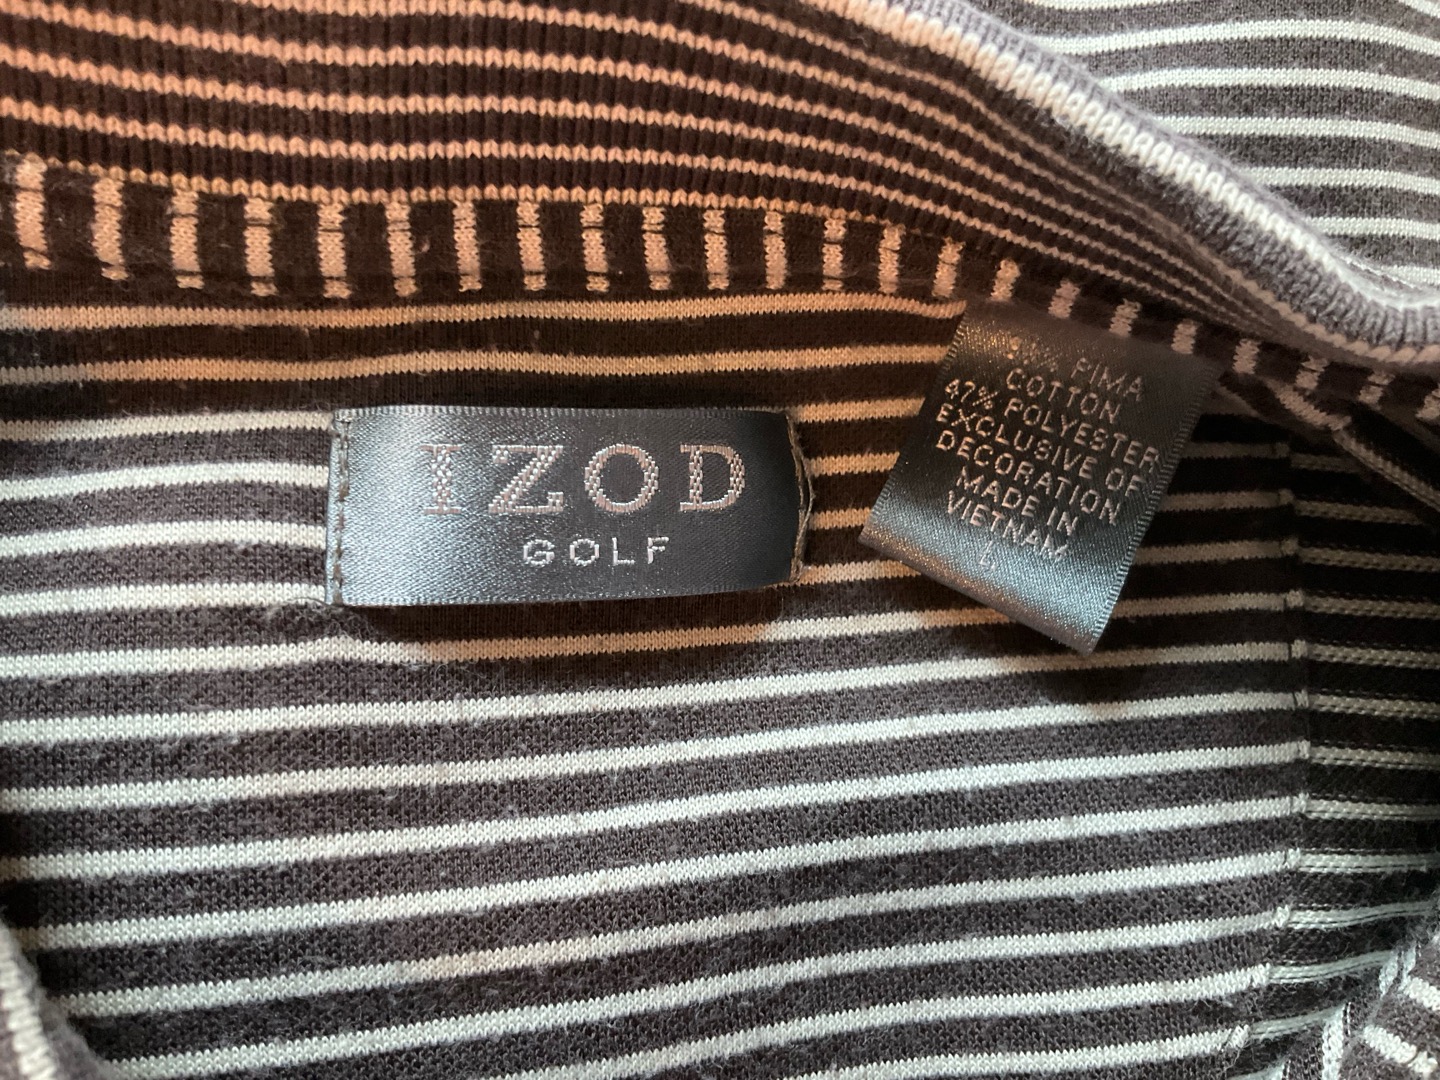 IZOD
GOLF
PIMA
COTTON
47% POLYESTER
EXCLUSIVE OF
DECORATION
MADE IN
VIETNAM
L